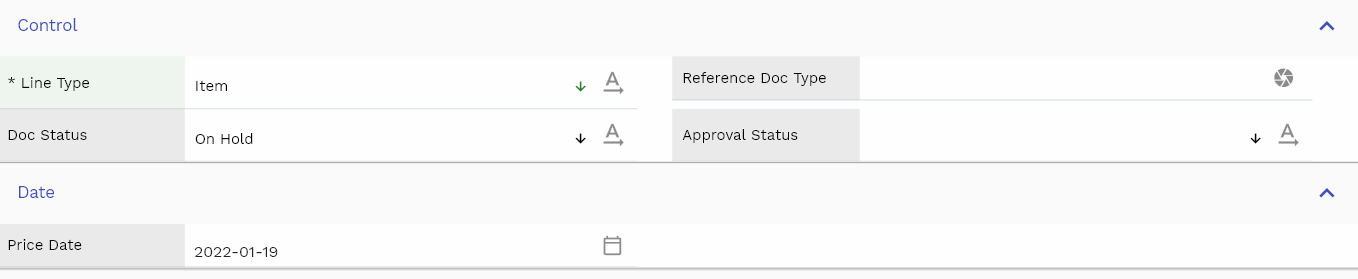 Control
* Line Type Item Reference Doc Type
Doc Status On Hold Approval Status
Date
Price Date 2022-01-19